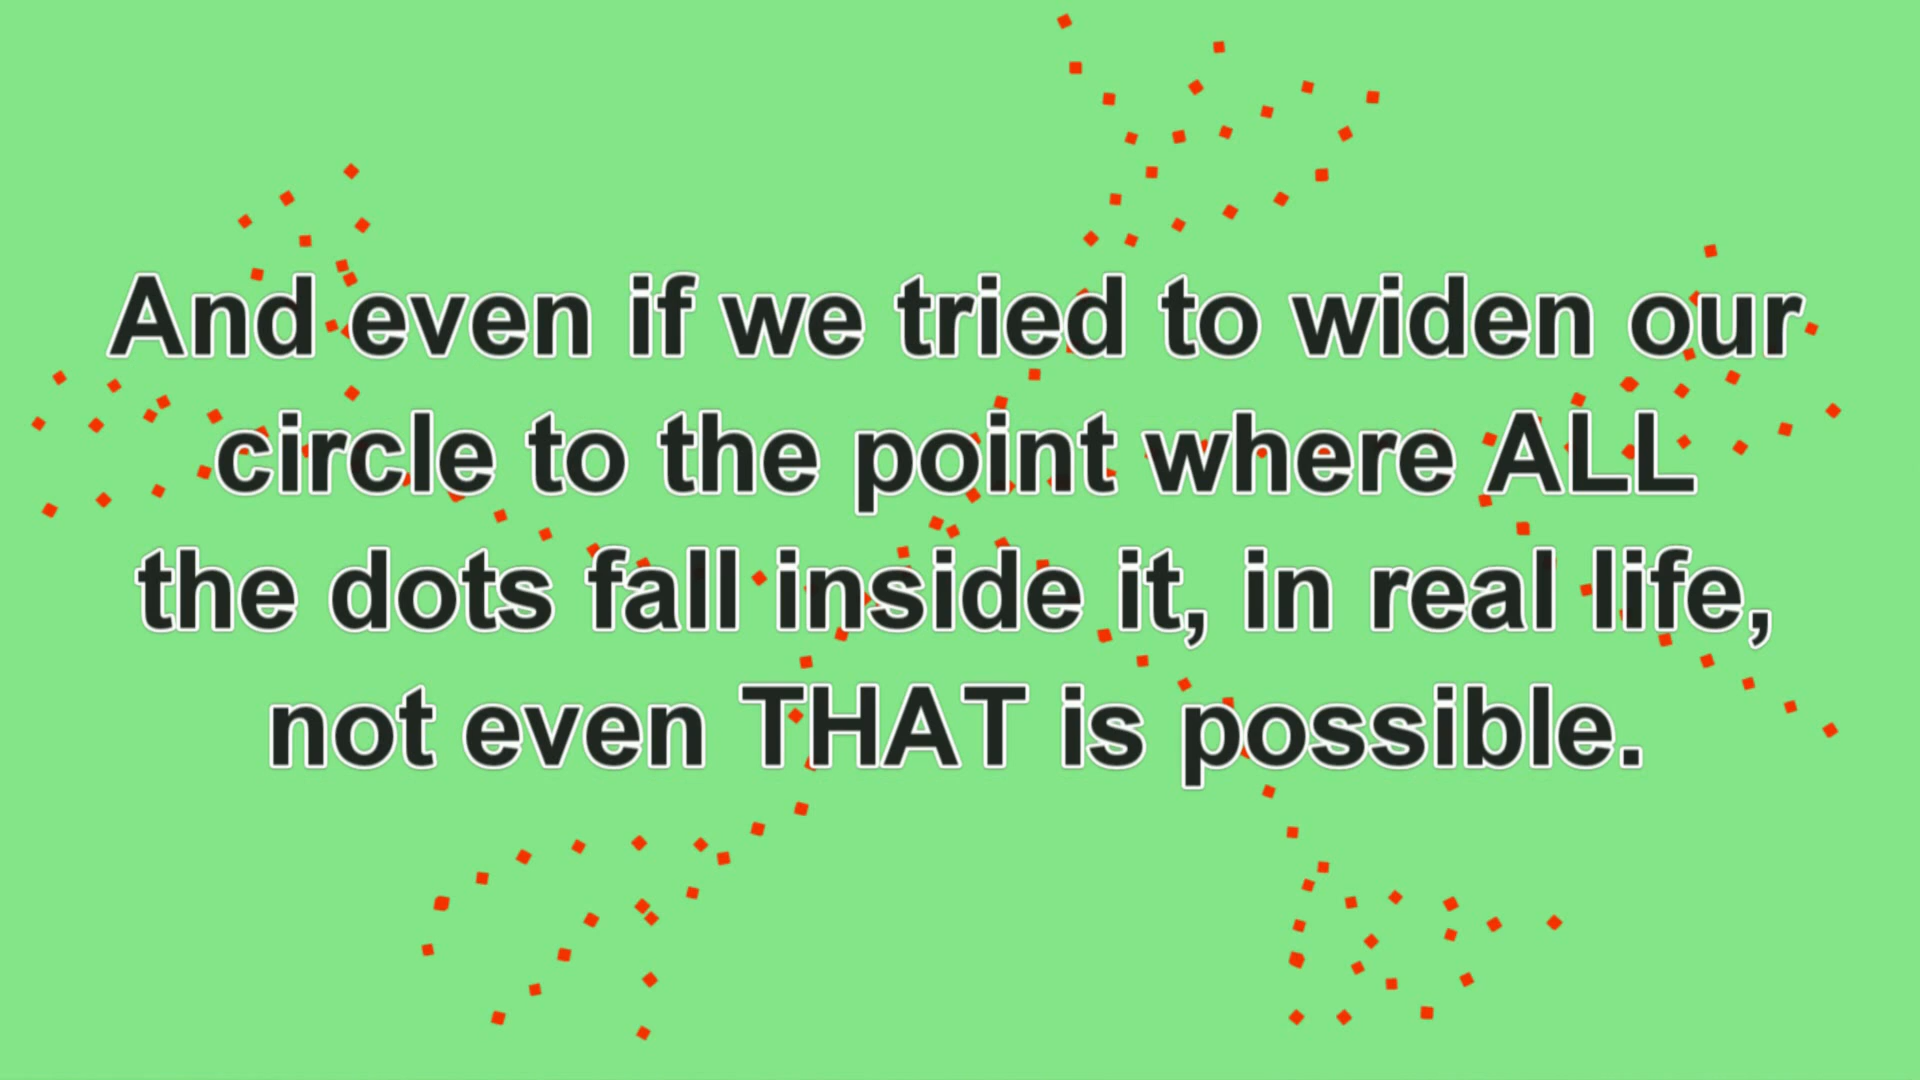 And even if we tried to widen our
circle to the point where ALL
the dots fall inside it, in real life,
not even THAT is possible.